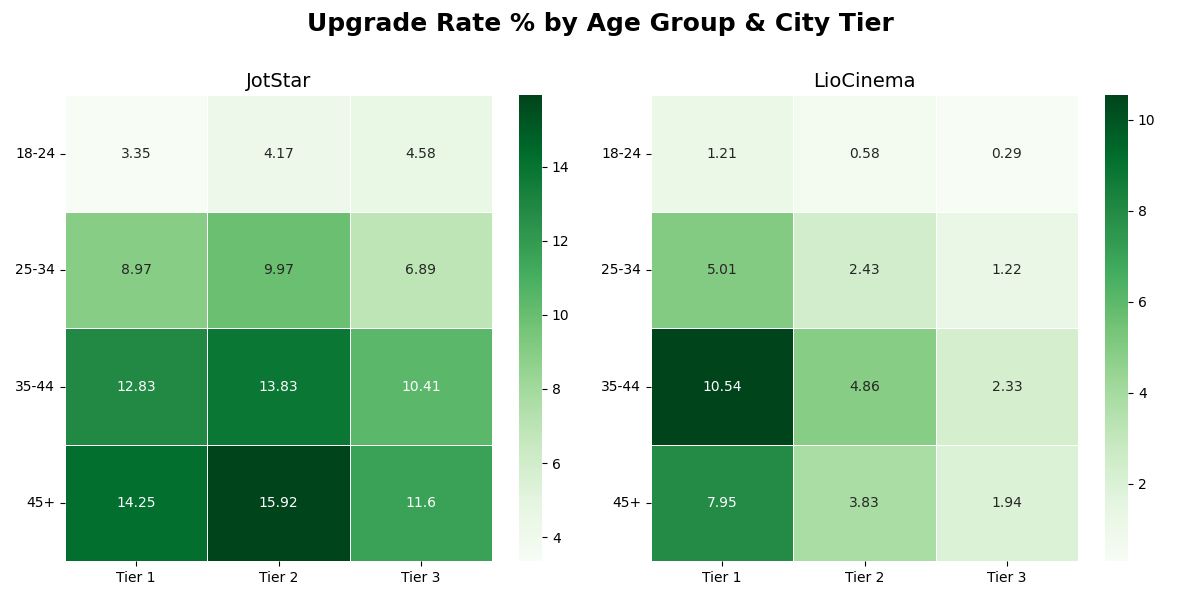 Upgrade Rate % by Age Group & City Tier
JotStar
18-24 3.35 4.17 4.58
25-34 8.97 9.97 6.89
35-44 12.83 13.83 10.41
45+ 14.25 15.92 11.6
Tier 1 Tier 2 Tier 3
14
12
10
8
6
4
LioCinema
18-24 1.21 0.58 0.29
25-34 5.01 2.43 1.22
35-44 10.54 4.86 2.33
45+ 7.95 3.83 1.94
Tier 1 Tier 2 Tier 3
10
8
6
4
2